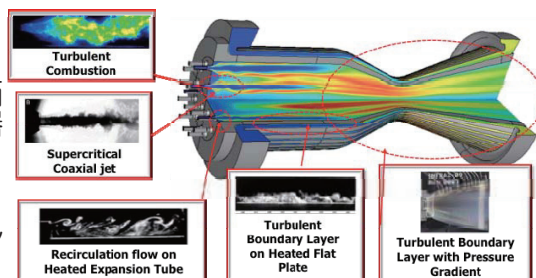 Turbulent
Combustion
Supercritical
Coaxial jet
Recirculation flow on
Heated Expansion Tube
Turbulent
Boundary Layer
on Heated Flat
Plate
Turbulent Boundary
Layer with Pressure
Gradient